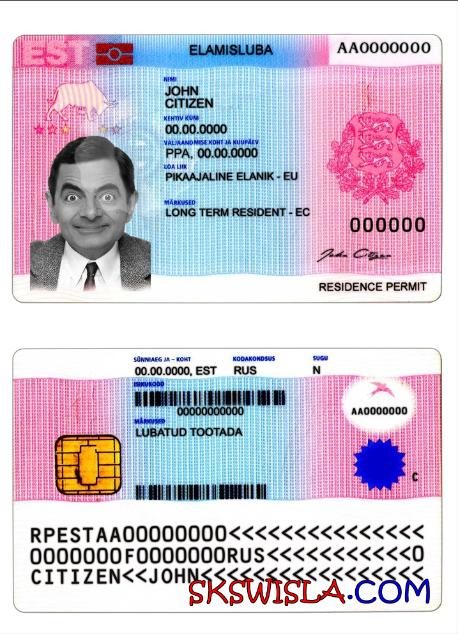 EST ELAMISLUBA AA0000000
NIMI
JOHN
CITIZEN
KEHTIV KUNI
00.00.0000
VÄLJAANDMISE KOHT JA KUUPÄEV
PPA, 00.00.0000
LOA LIIK
PIKAAJALINE ELANIK - EU
MÄRKUSED
LONG TERM RESIDENT - EC
000000
John Citizen
RESIDENCE PERMIT
SÜNNIAEG JA - KOHT KODAKONDSUS SUGU
00.00.0000, EST RUS N
ISIKUKOOD
00000000000
AA0000000
MÄRKUSED
LUBATUD TOOTADA
C
RPESTAA00000000<<<<<<<<<<<<<<<
0000000F0000000RUS<<<<<<<<<<<0
CITIZEN<<JOHN<<<<<<<<<<<<<<<<<
SKSWISLA.COM